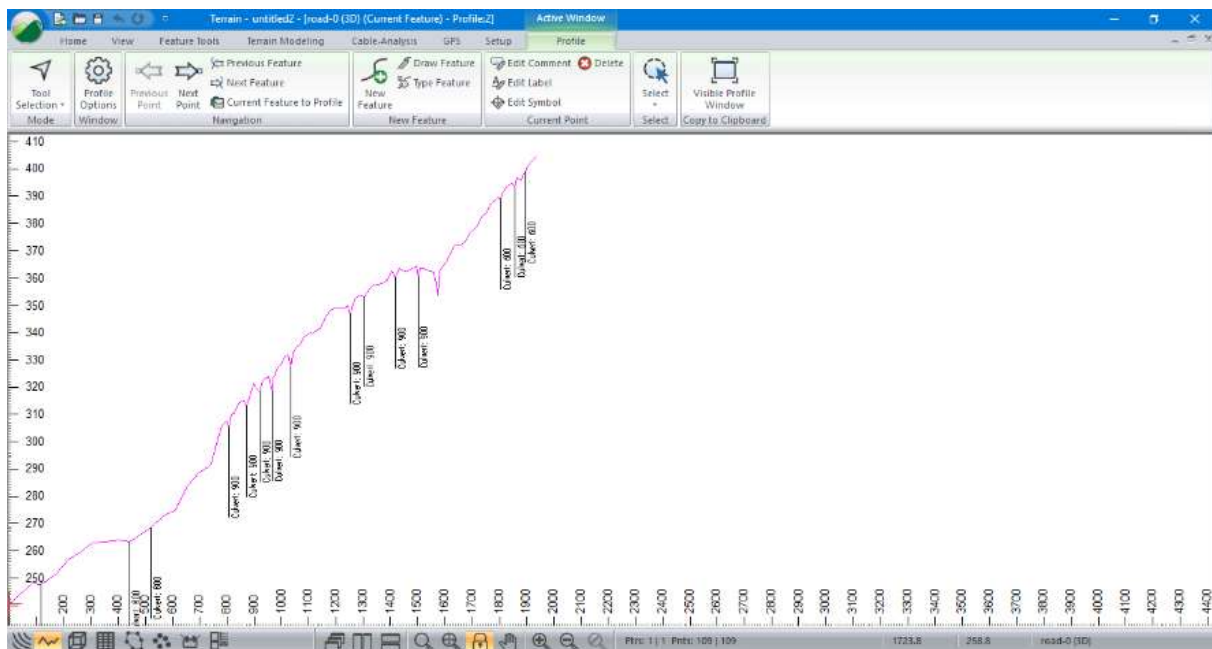 Terrain - untitled2 - [road-0 (3D) (Current Feature) - Profile:2]
Active Window
Home View Feature Tools Terrain Modeling Cable-Analysis GPS Setup Profile
Tool Selection
Mode
Profile Options
Window
Previous Point
Next Point
Previous Feature
Next Feature
Current Feature to Profile
Navigation
New Feature
Draw Feature
Type Feature
New Feature
Edit Comment
Delete
Edit Label
Edit Symbol
Current Point
Select
Select
Visible Profile Window
Copy to Clipboard
410
400
390
380
370
360
350
340
330
320
310
300
290
280
270
260
250
Culvert: 900
Culvert: 900
Culvert: 900
Culvert: 900
Culvert: 900
Culvert: 900
Culvert: 900
Culvert: 900
Culvert: 600
Culvert: 600
200 300 400 500 600 700 800 900 1000 1100 1200 1300 1400 1500 1600 1700 1800 1900 2000 2100 2200 2300 2400 2500 2600 2700 2800 2900 3000 3100 3200 3300 3400 3500 3600 3700 3800 3900 4000 4100 4200 4300
Ptrs: 1 | 1 Pnts: 109 | 109
1723.8
258.8
road-0 (3D)